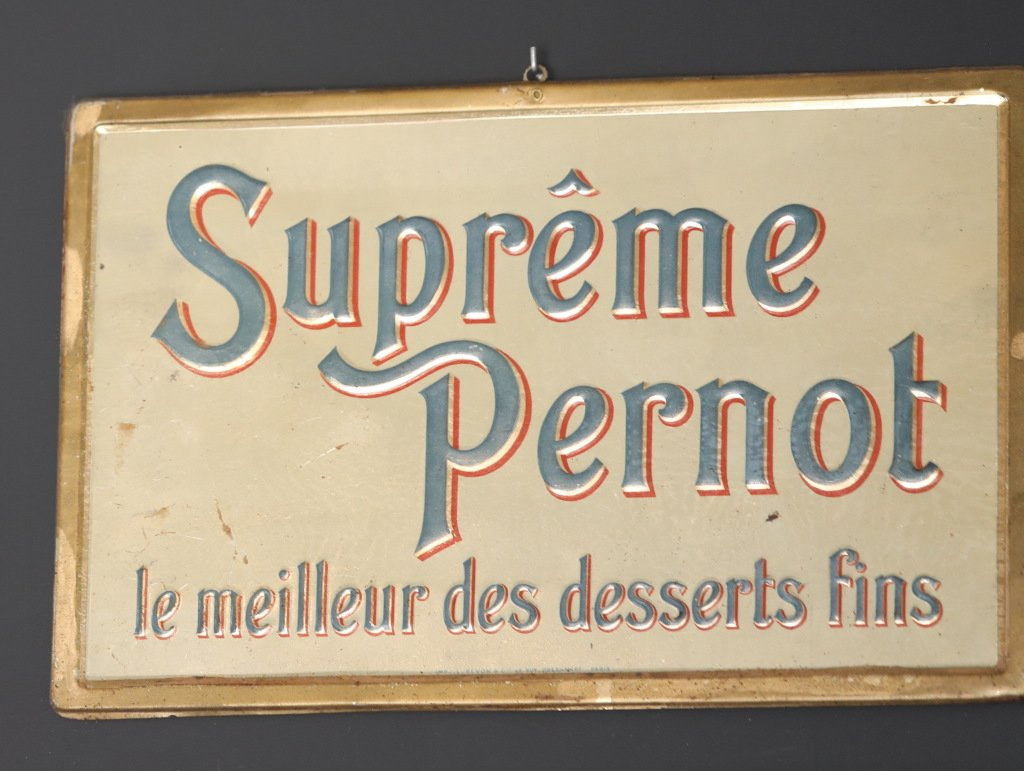 Suprême
Pernot
le meilleur des desserts fins